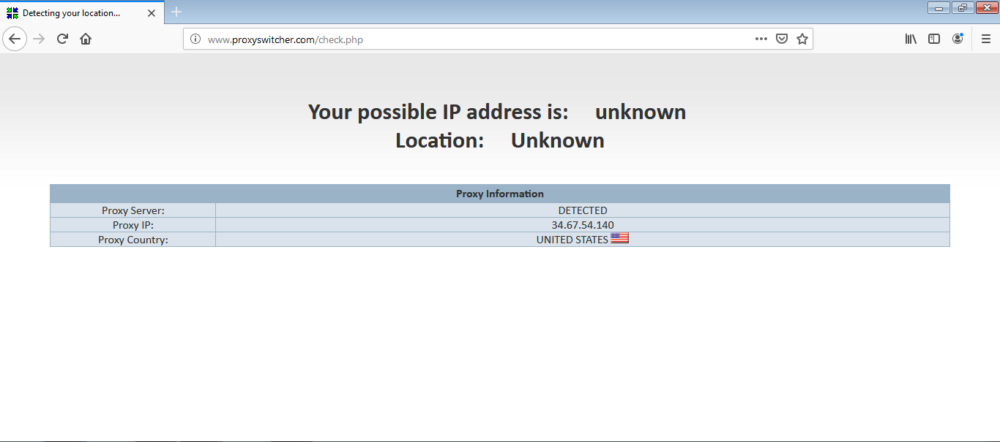 Detecting your location...
www.proxyswitcher.com/check.php
Your possible IP address is: unknown
Location: Unknown
Proxy Information
Proxy Server: DETECTED
Proxy IP: 34.67.54.140
Proxy Country: UNITED STATES